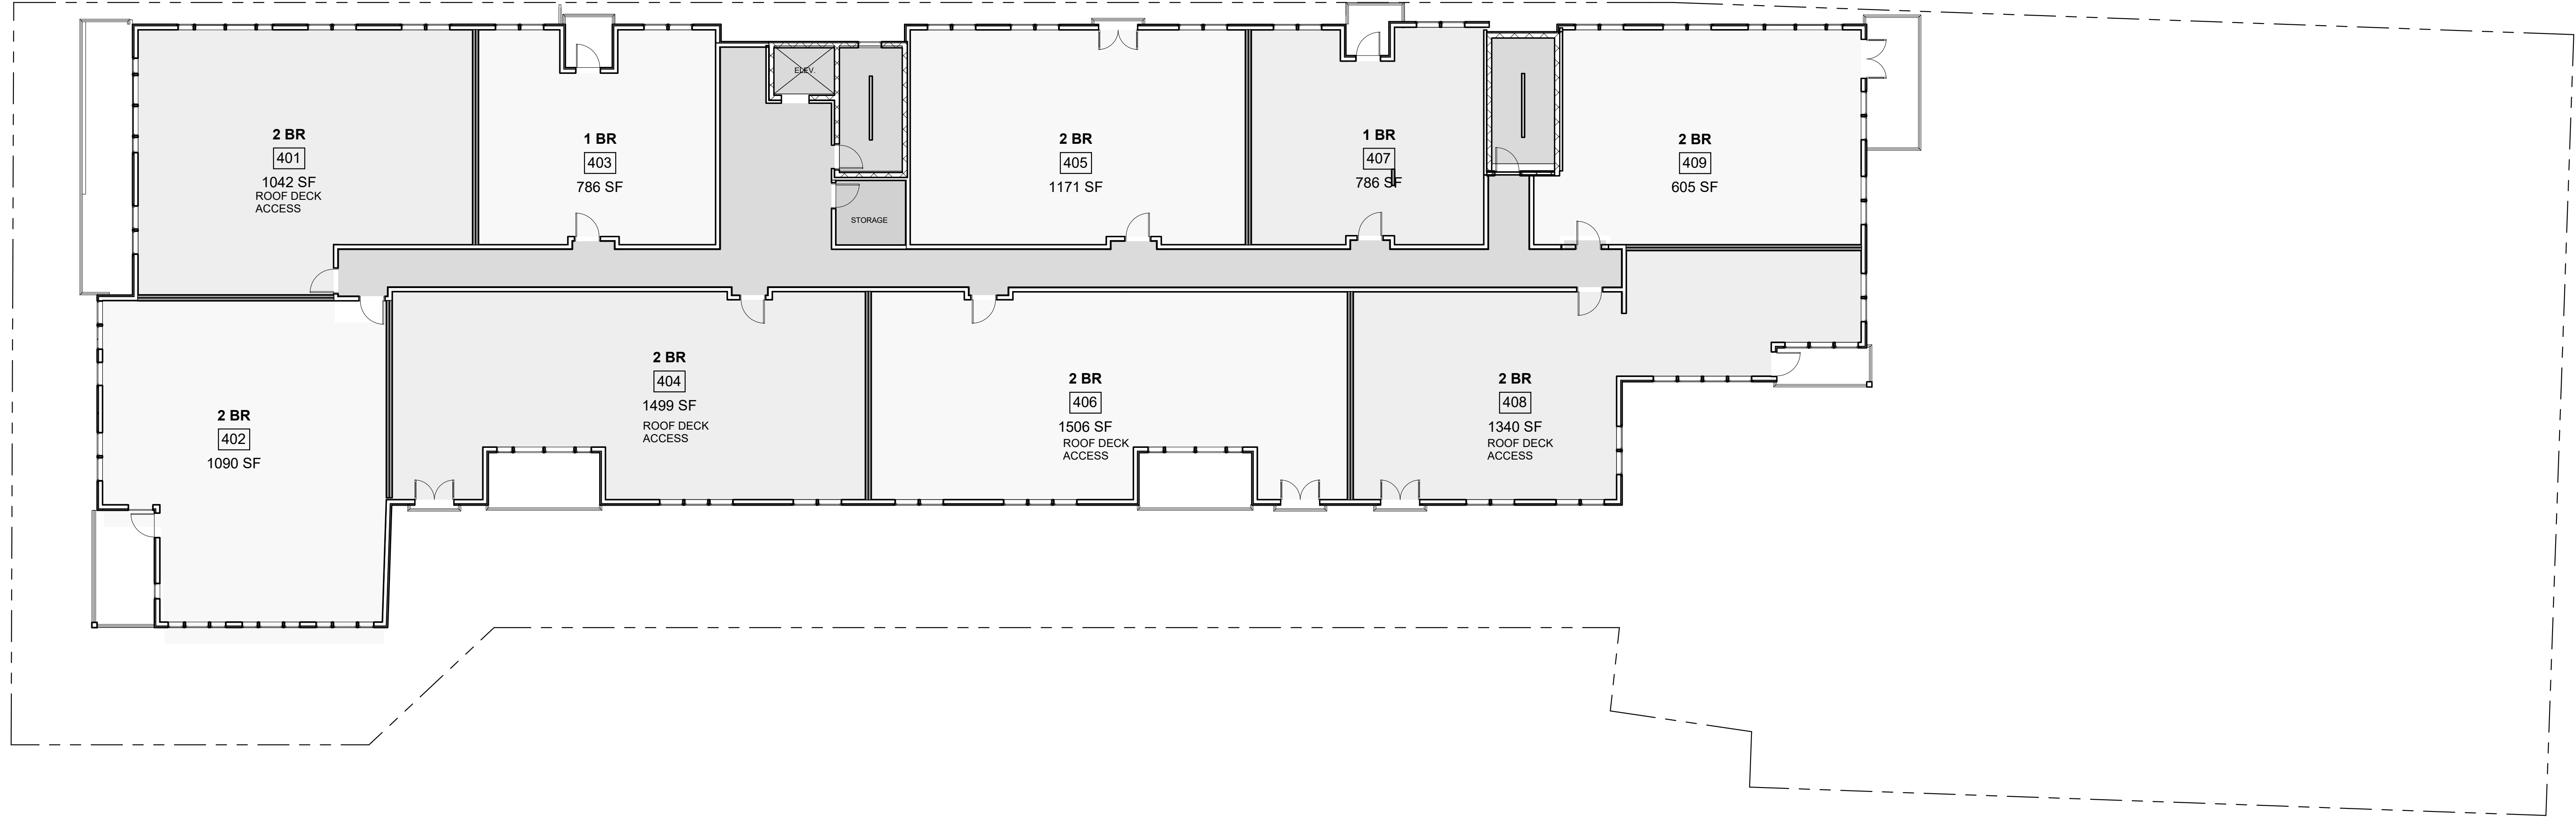 2 BR
401
1042 SF
ROOF DECK
ACCESS
1 BR
403
786 SF
ELEV.
STORAGE
2 BR
405
1171 SF
1 BR
407
786 SF
2 BR
409
605 SF
2 BR
402
1090 SF
2 BR
404
1499 SF
ROOF DECK
ACCESS
2 BR
406
1506 SF
ROOF DECK
ACCESS
2 BR
408
1340 SF
ROOF DECK
ACCESS